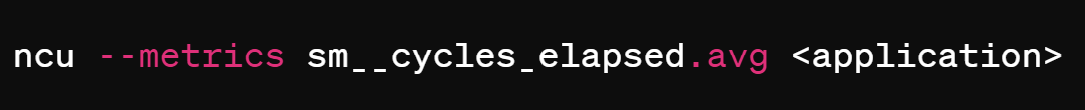 ncu --metrics sm__cycles_elapsed.avg <application>